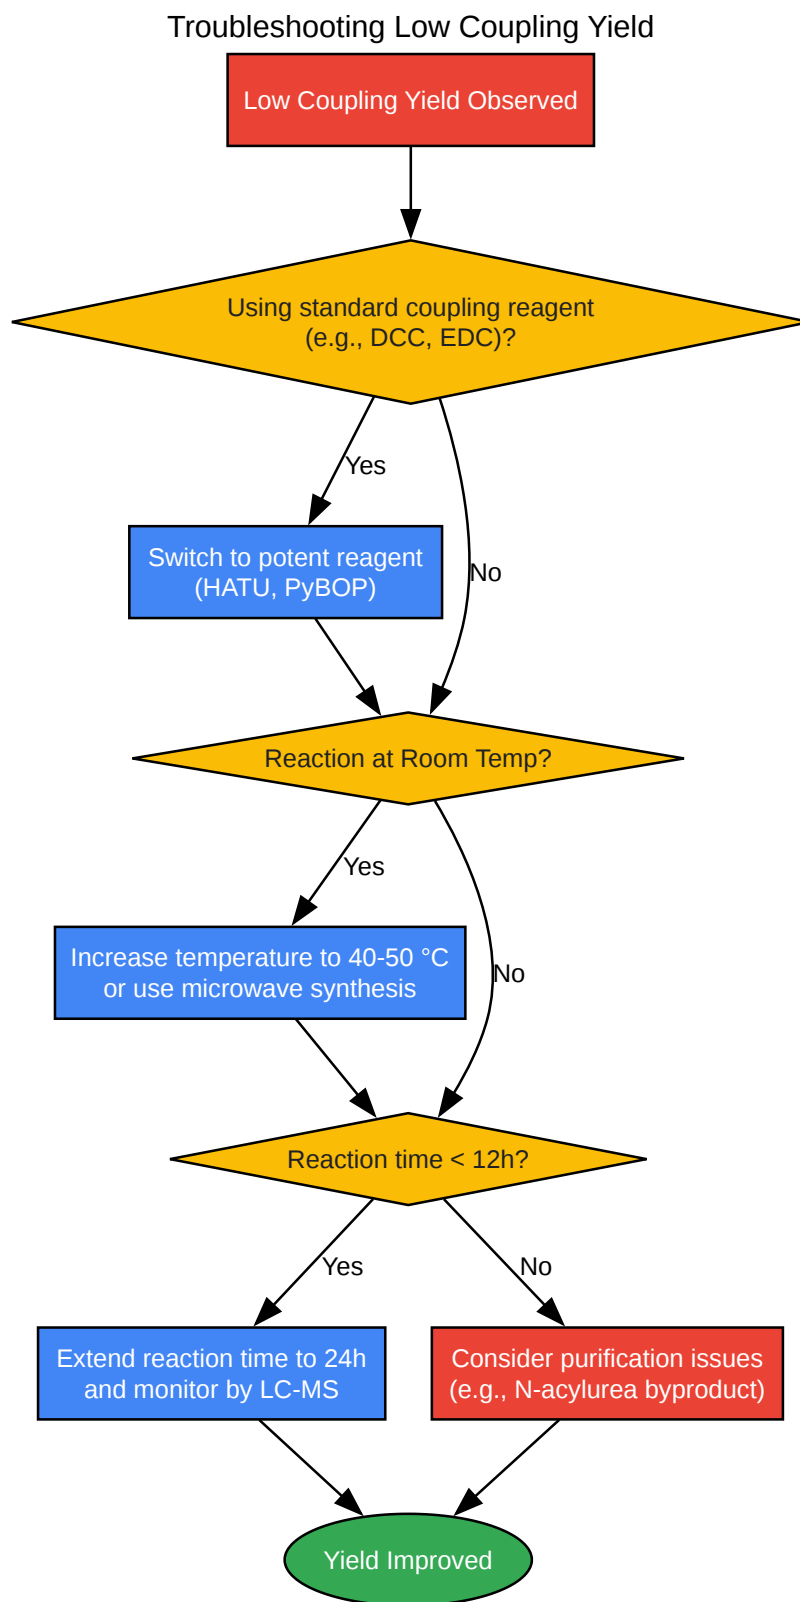 Troubleshooting Low Coupling Yield
Low Coupling Yield Observed
Using standard coupling reagent
(e.g., DCC, EDC)?
Yes
Switch to potent reagent
(HATU, PyBOP)
No
Reaction at Room Temp?
Yes
Increase temperature to 40-50 °C
or use microwave synthesis
No
Reaction time < 12h?
Yes
No
Extend reaction time to 24h
and monitor by LC-MS
Consider purification issues
(e.g., N-acylurea byproduct)
Yield Improved